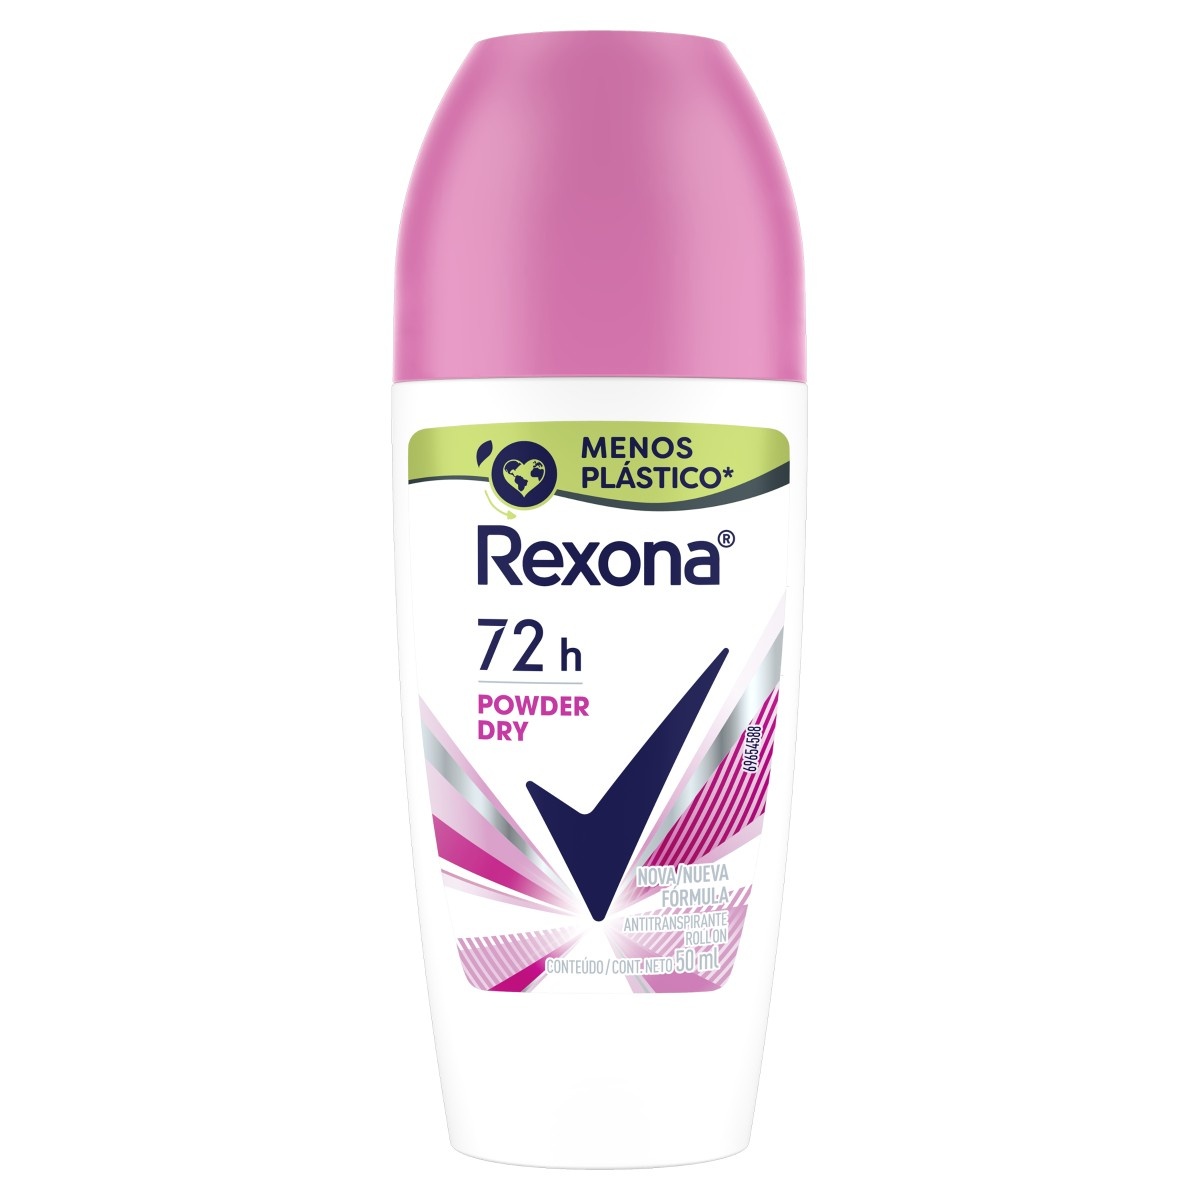 MENOS
PLÁSTICO*
Rexona®
72 h
POWDER
DRY
69654588
NOVA/NUEVA
FÓRMULA
ANTITRANSPIRANTE
ROLL ON
CONTEÚDO/CONT. NETO 50 ml